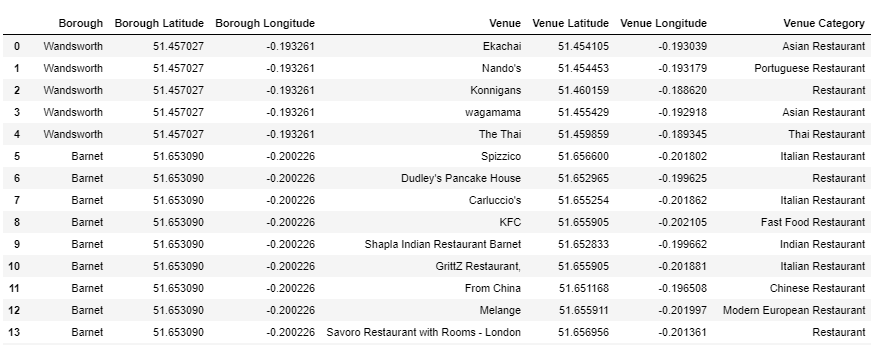 Borough Borough Latitude Borough Longitude Venue Venue Latitude Venue Longitude Venue Category
0 Wandsworth 51.457027 -0.193261 Ekachai 51.454105 -0.193039 Asian Restaurant
1 Wandsworth 51.457027 -0.193261 Nando's 51.454453 -0.193179 Portuguese Restaurant
2 Wandsworth 51.457027 -0.193261 Konnigans 51.460159 -0.188620 Restaurant
3 Wandsworth 51.457027 -0.193261 wagamama 51.455429 -0.192918 Asian Restaurant
4 Wandsworth 51.457027 -0.193261 The Thai 51.459859 -0.189345 Thai Restaurant
5 Barnet 51.653090 -0.200226 Spizzico 51.656600 -0.201802 Italian Restaurant
6 Barnet 51.653090 -0.200226 Dudley's Pancake House 51.652965 -0.199625 Restaurant
7 Barnet 51.653090 -0.200226 Carluccio's 51.655254 -0.201862 Italian Restaurant
8 Barnet 51.653090 -0.200226 KFC 51.655905 -0.202105 Fast Food Restaurant
9 Barnet 51.653090 -0.200226 Shapla Indian Restaurant Barnet 51.652833 -0.199662 Indian Restaurant
10 Barnet 51.653090 -0.200226 GrittZ Restaurant, 51.655905 -0.201881 Italian Restaurant
11 Barnet 51.653090 -0.200226 From China 51.651168 -0.196508 Chinese Restaurant
12 Barnet 51.653090 -0.200226 Melange 51.655911 -0.201997 Modern European Restaurant
13 Barnet 51.653090 -0.200226 Savoro Restaurant with Rooms - London 51.656956 -0.201361 Restaurant